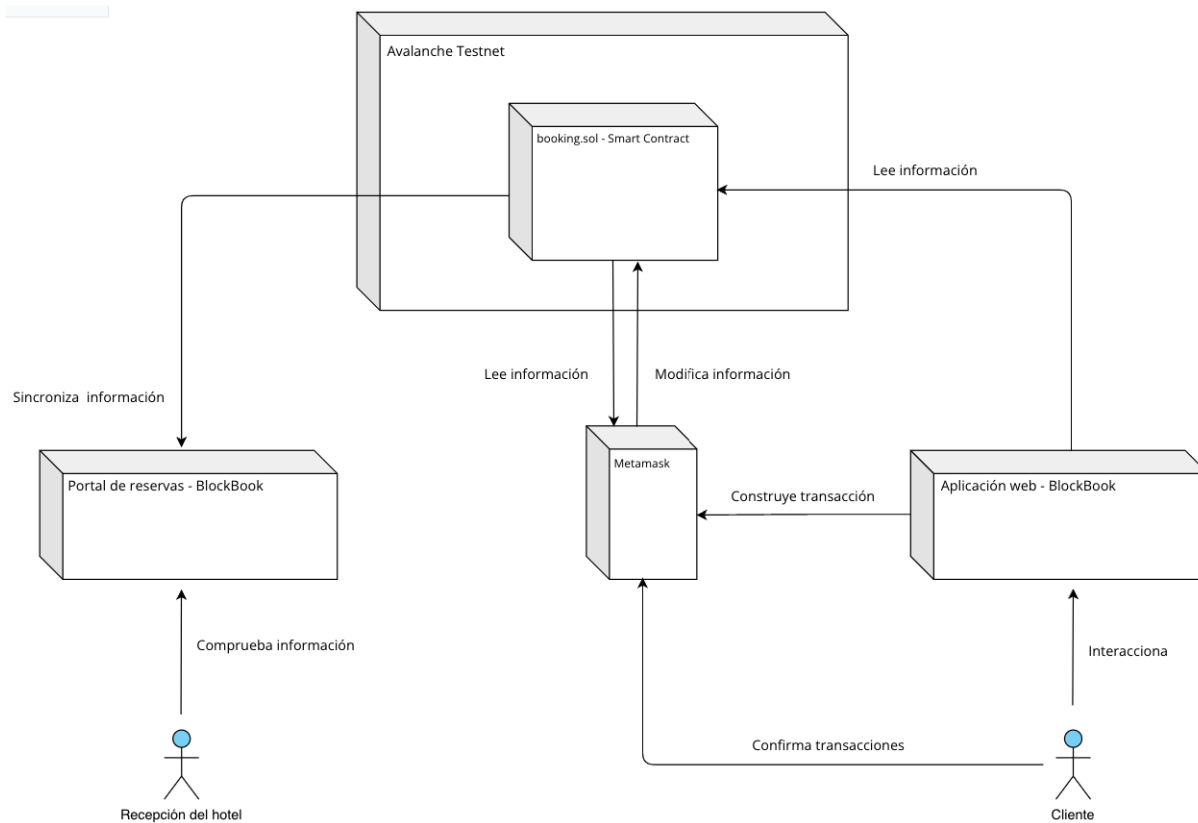 Avalanche Testnet
booking.sol - Smart Contract
Lee información
Lee información
Modifica información
Sincroniza información
Portal de reservas - BlockBook
Metamask
Aplicación web - BlockBook
Construye transacción
Comprueba información
Interacciona
Confirma transacciones
Recepción del hotel
Cliente